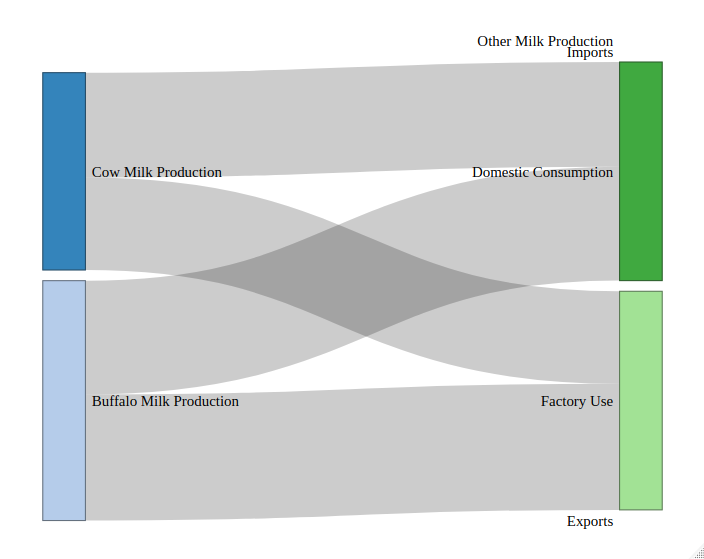 Other Milk Production
Imports
Cow Milk Production
Domestic Consumption
Buffalo Milk Production
Factory Use
Exports